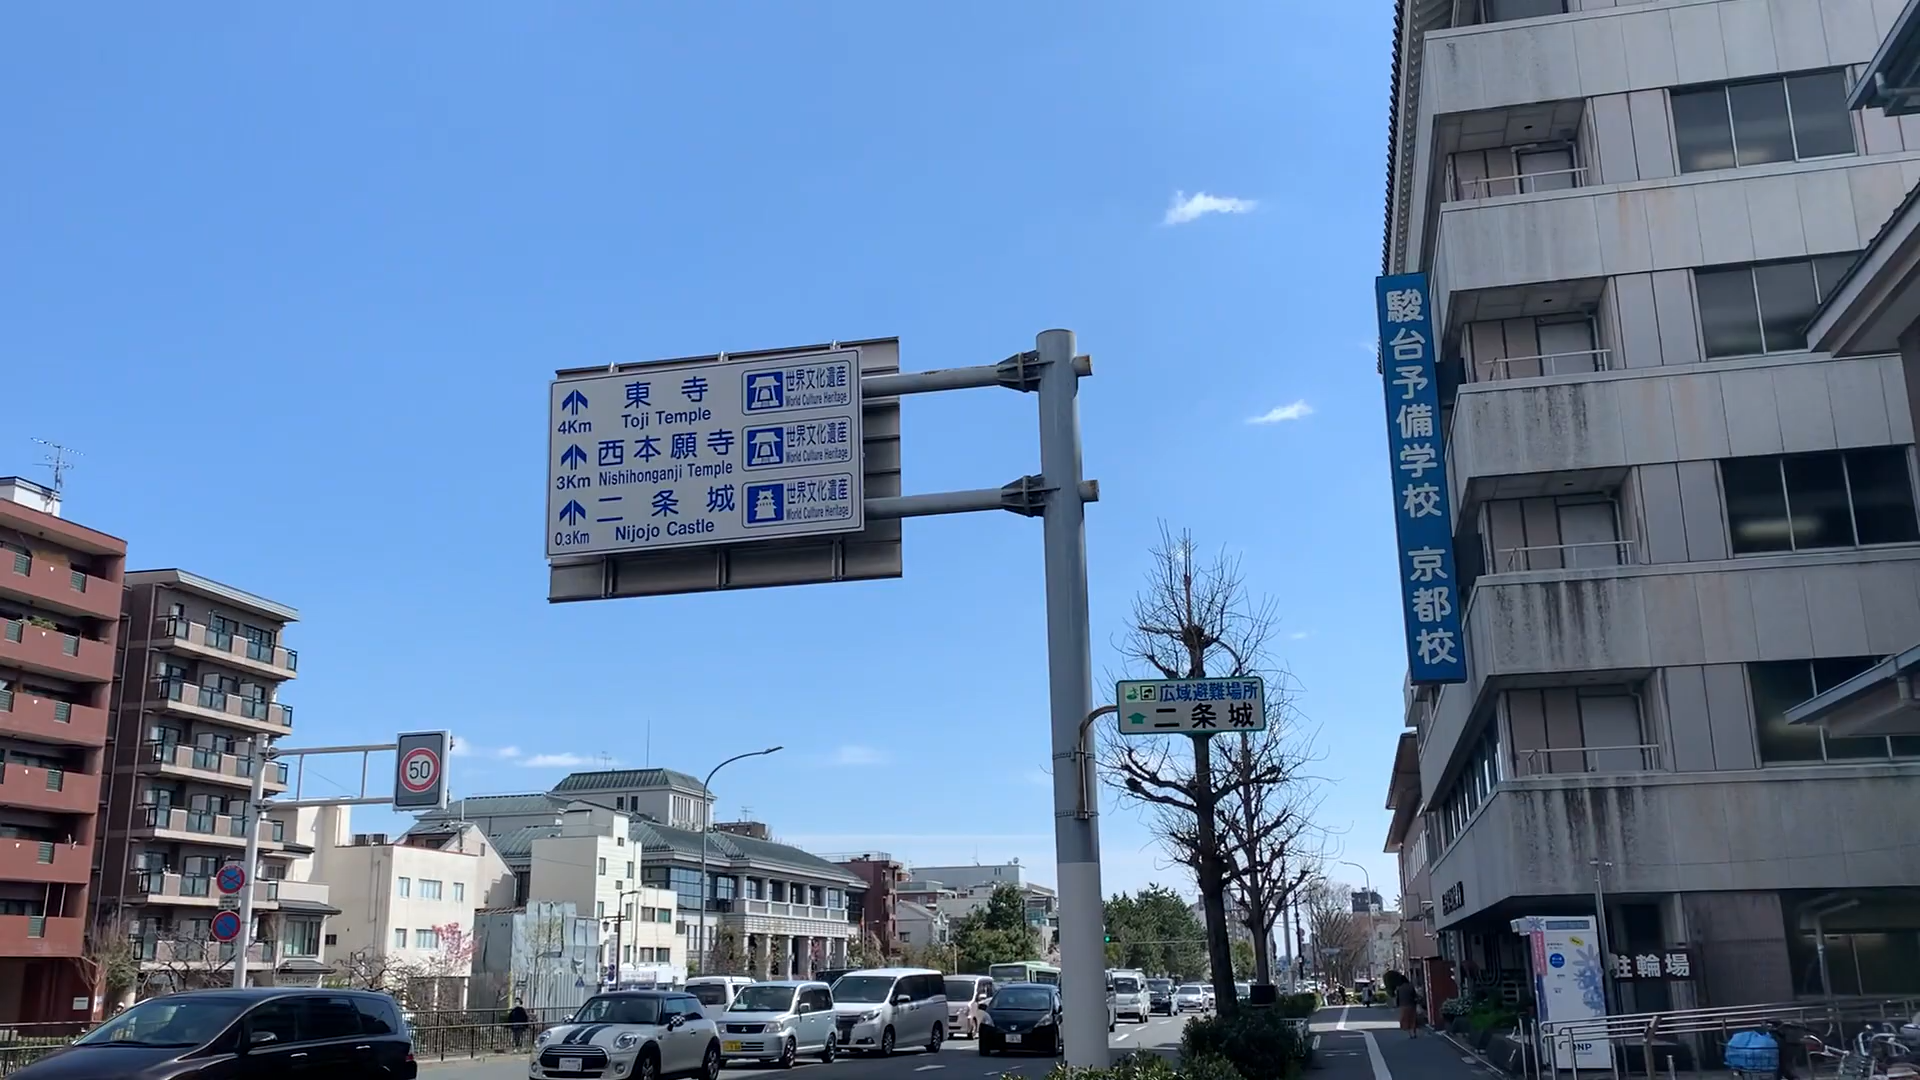 東寺
Toji Temple
4Km
世界文化遺産
World Culture Heritage
西本願寺
Nishihonganji Temple
3Km
世界文化遺産
World Culture Heritage
二条城
Nijojo Castle
0.3Km
世界文化遺産
World Culture Heritage
駿台予備学校 京都校
広域避難場所
二条城
50
駐輪場